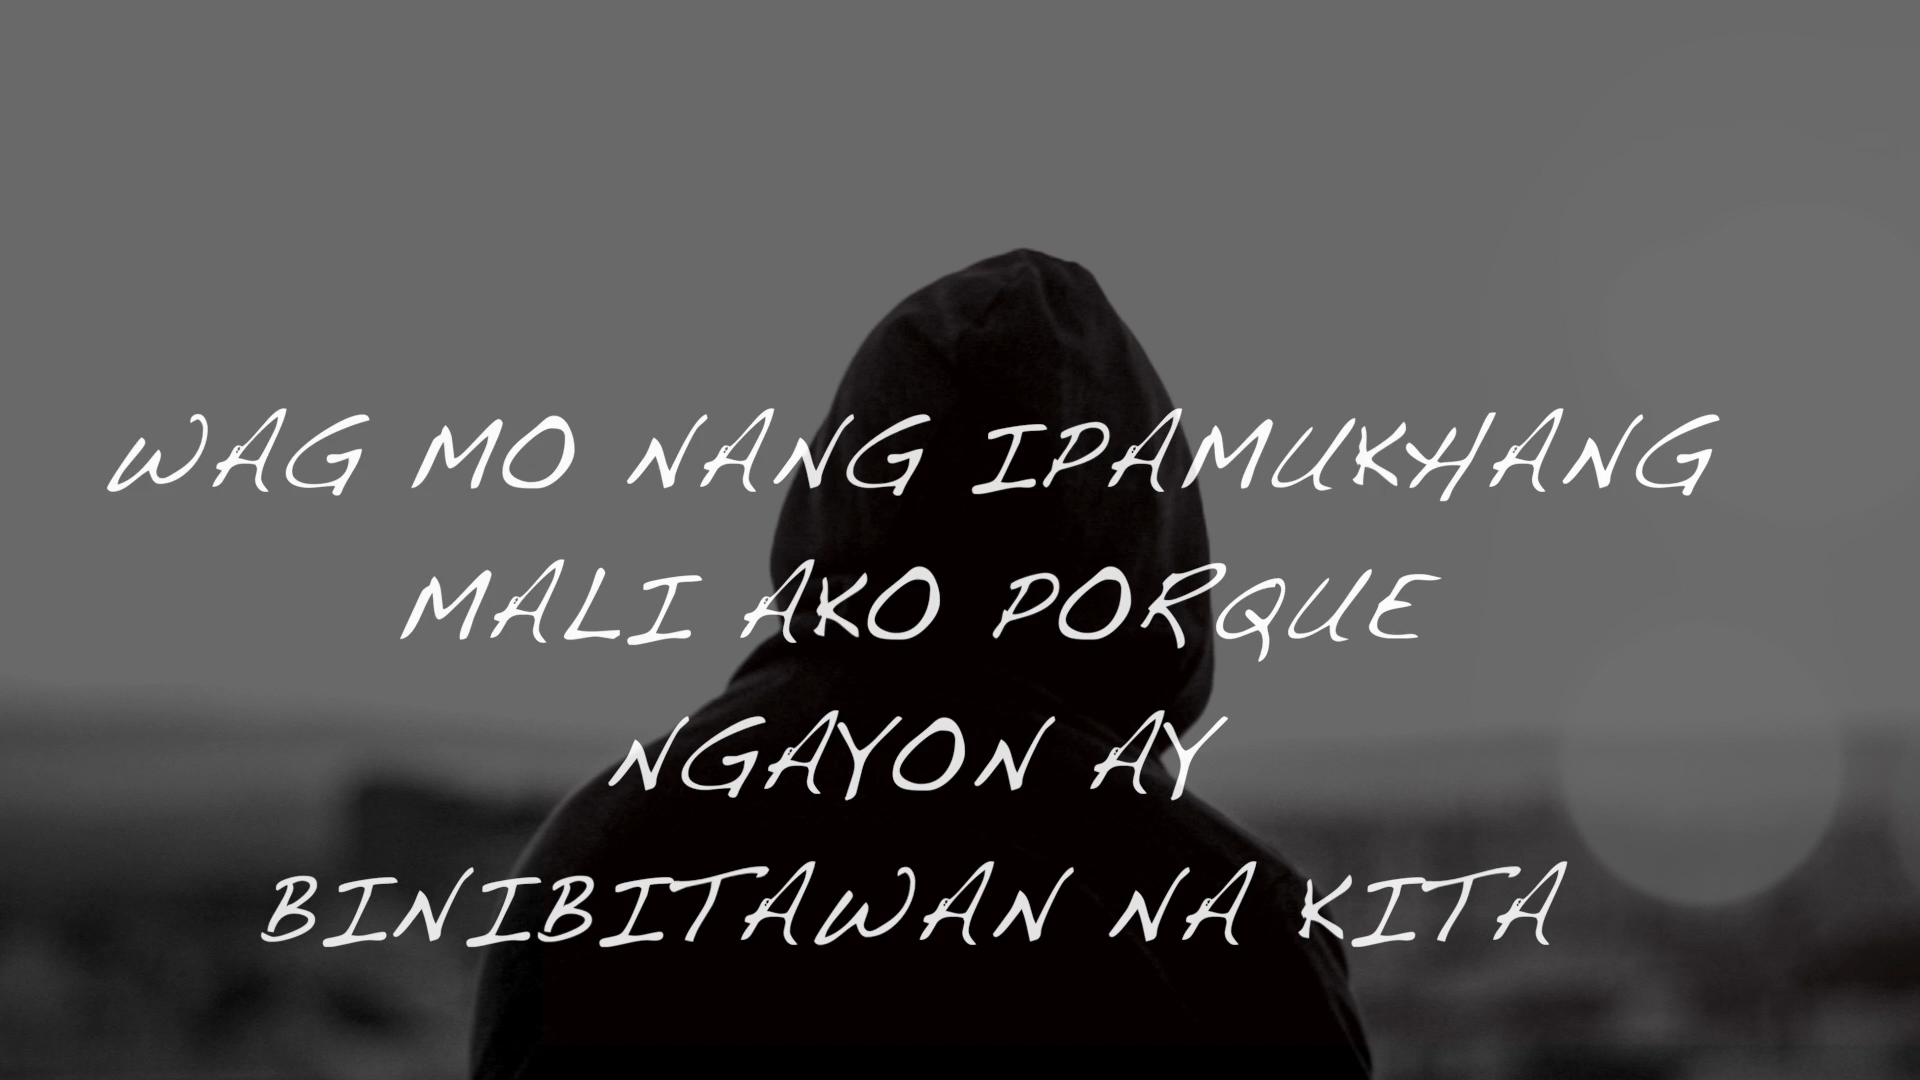 WAG MO NANG IPAMUKHANG
MALI AKO PORQUE
NGAYON AY
BINIBITAWAN NA KITA